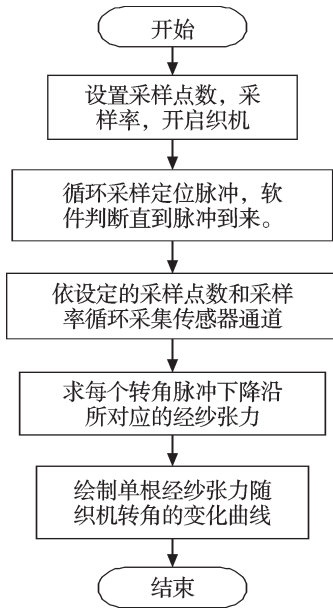 开始
设置采样点数，采
样率，开启织机
循环采样定位脉冲，软
件判断直到脉冲到来。
依设定的采样点数和采样
率循环采集传感器通道
求每个转角脉冲下降沿
所对应的经纱张力
绘制单根经纱张力随
织机转角的变化曲线
结束